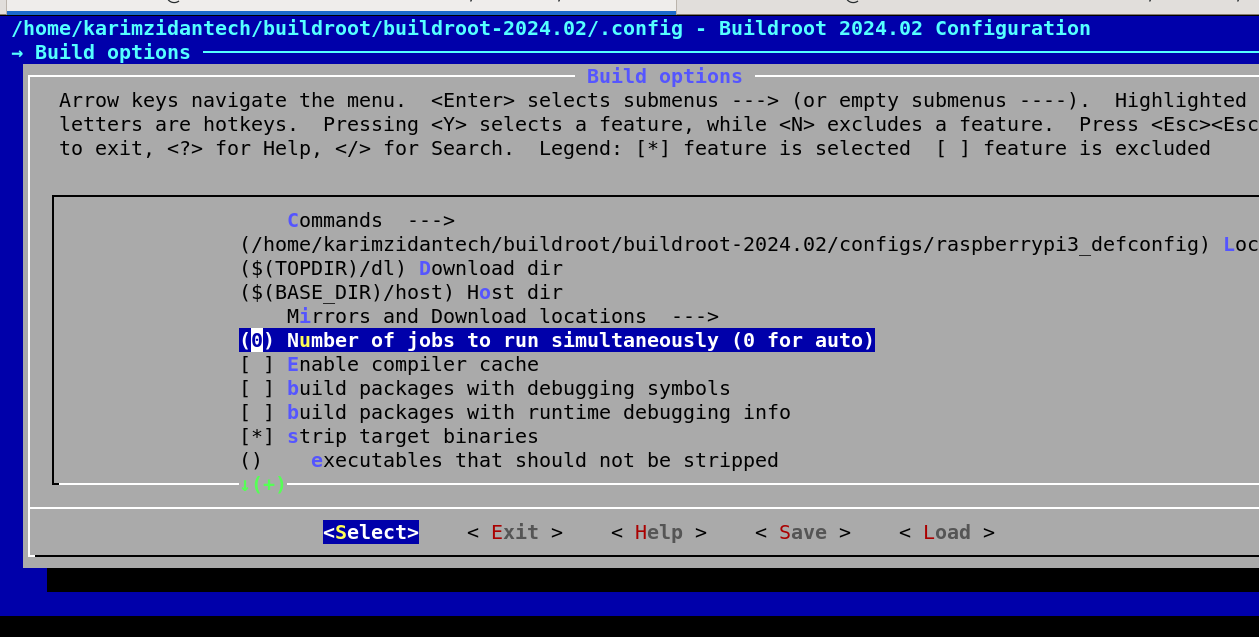 /home/karimzidantech/buildroot/buildroot-2024.02/.config - Buildroot 2024.02 Configuration
→ Build options
Build options
Arrow keys navigate the menu.  <Enter> selects submenus ---> (or empty submenus ----).  Highlighted
letters are hotkeys.  Pressing <Y> selects a feature, while <N> excludes a feature.  Press <Esc><Esc
to exit, <?> for Help, </> for Search.  Legend: [*] feature is selected  [ ] feature is excluded
Commands  --->
(/home/karimzidantech/buildroot/buildroot-2024.02/configs/raspberrypi3_defconfig) Loc
($(TOPDIR)/dl) Download dir
($(BASE_DIR)/host) Host dir
Mirrors and Download locations  --->
(0) Number of jobs to run simultaneously (0 for auto)
[ ] Enable compiler cache
[ ] build packages with debugging symbols
[ ] build packages with runtime debugging info
[*] strip target binaries
()    executables that should not be stripped
↓(+)
<Select>    < Exit >    < Help >    < Save >    < Load >